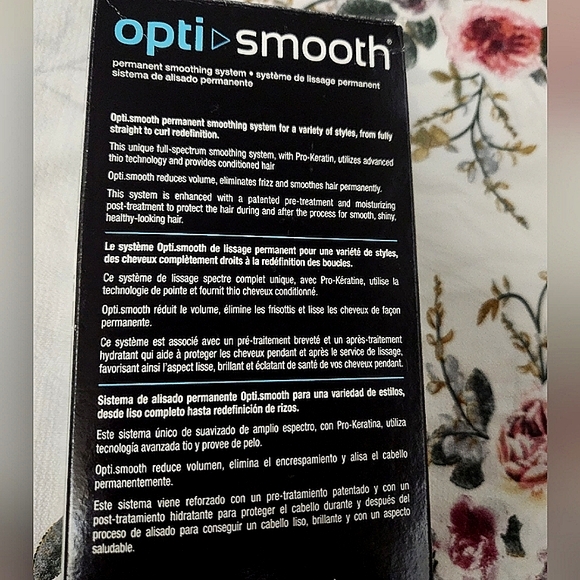 opti▷smooth®
permanent smoothing system • système de lissage permanent
sistema de alisado permanente
Opti.smooth permanent smoothing system for a variety of styles, from fully
straight to curl redefinition.
This unique full-spectrum smoothing system, with Pro-Keratin, utilizes advanced
thio technology and provides conditioned hair
Opti.smooth reduces volume, eliminates frizz and smoothes hair permanently.
This system is enhanced with a patented pre-treatment and moisturizing
post-treatment to protect the hair during and after the process for smooth, shiny,
healthy-looking hair.
Le système Opti.smooth de lissage permanent pour une variété de styles,
des cheveux complètement droits à la redéfinition des boucles.
Ce système de lissage spectre complet unique, avec Pro-Kératine, utilise la
technologie de pointe et fournit thio cheveux conditionné.
Opti.smooth réduit le volume, élimine les frisottis et lisse les cheveux de façon
permanente.
Ce système est associé avec un pré-traitement breveté et un après-traitement
hydratant qui aide à proteger les cheveux pendant et après le service de lissage,
favorisant ainsi l'aspect lisse, brillant et éclatant de santé de vos cheveux pendant.
Sistema de alisado permanente Opti.smooth para una variedad de estilos,
desde liso completo hasta redefinición de rizos.
Este sistema único de suavizado de amplio espectro, con Pro-Keratina, utiliza
tecnología avanzada tio y provee de pelo.
Opti.smooth reduce volumen, elimina el encrespamiento y alisa el cabello
permanentemente.
Este sistema viene reforzado con un pre-tratamiento patentado y con un
post-tratamiento hidratante para proteger el cabello durante y después del
proceso de alisado para conseguir un cabello liso, brillante y con un aspecto
saludable.